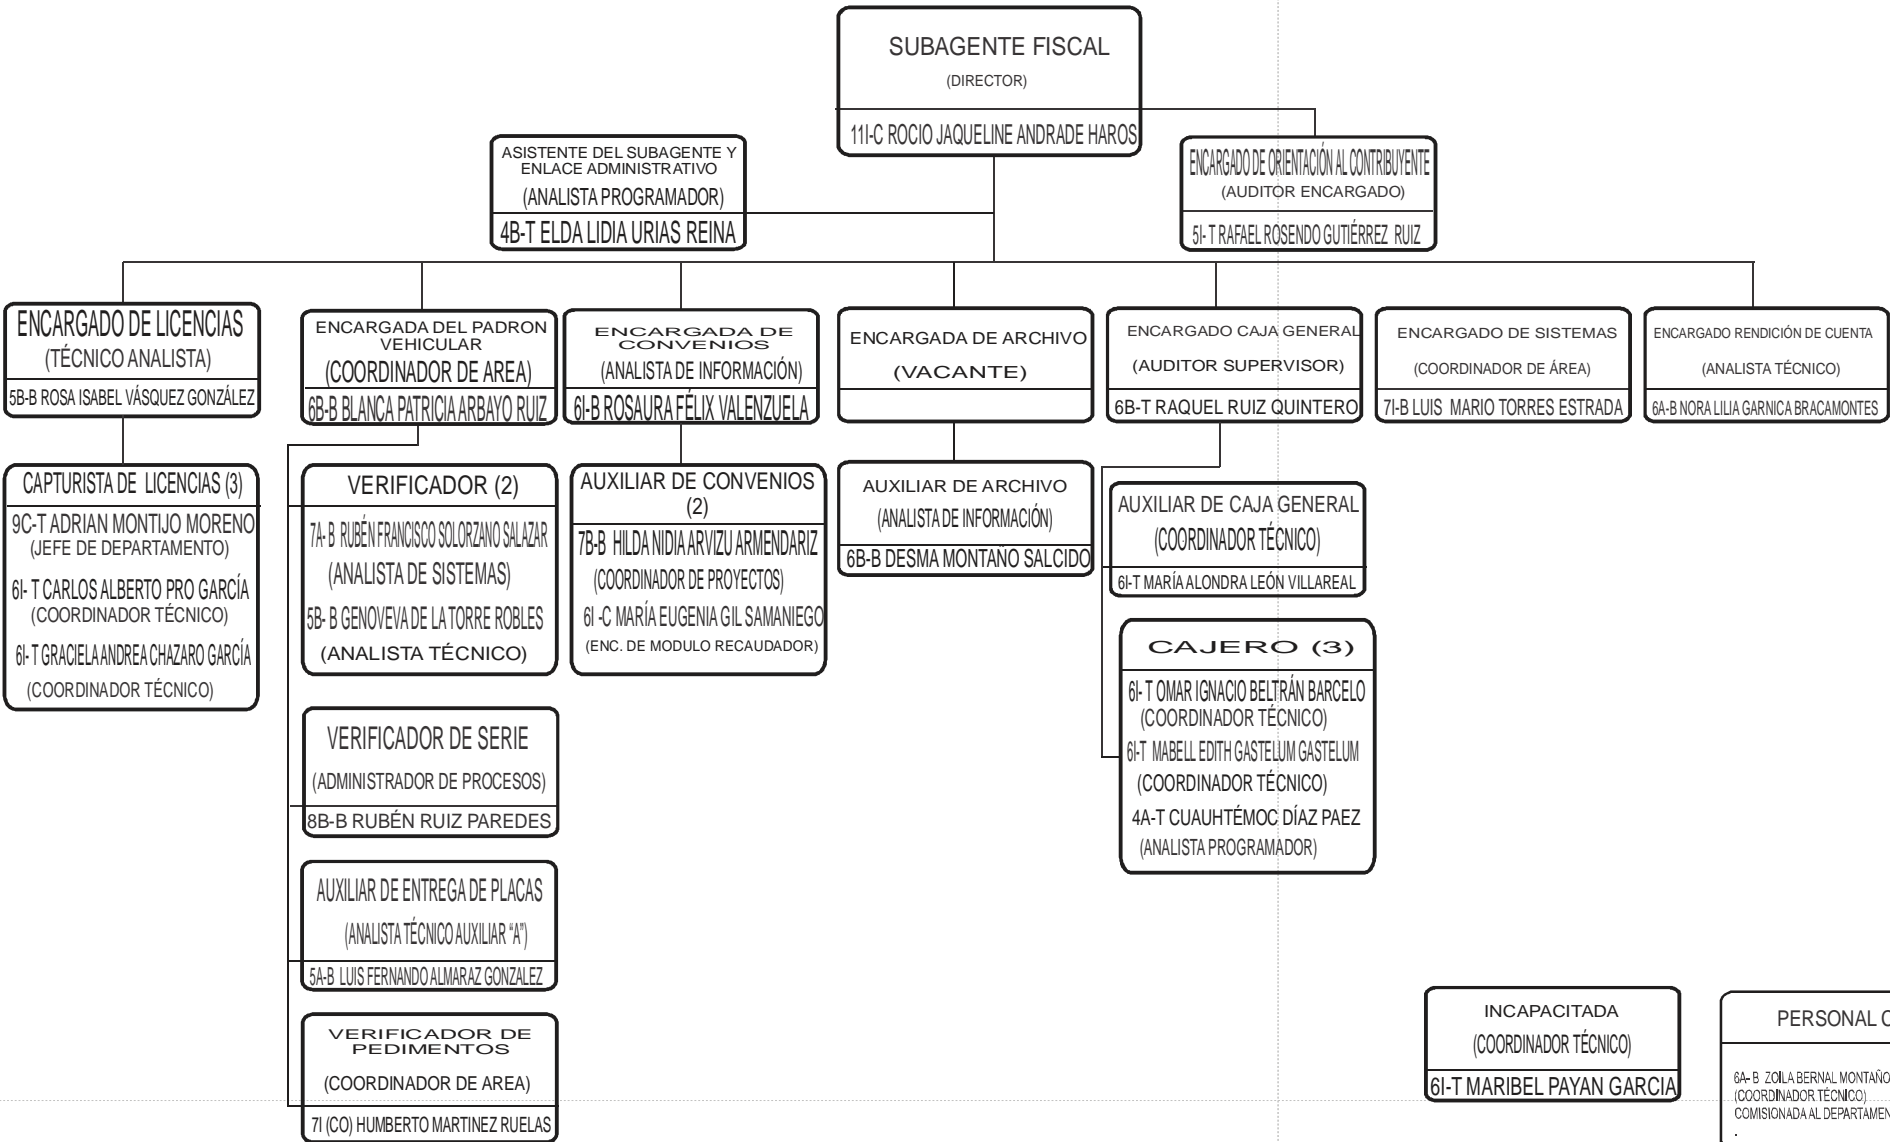 SUBAGENTE FISCAL
(DIRECTOR)
11I-C ROCIO JAQUELINE ANDRADE HAROS
ASISTENTE DEL SUBAGENTE Y
ENLACE ADMINISTRATIVO
(ANALISTA PROGRAMADOR)
4B-T ELDA LIDIA URIAS REINA
ENCARGADO DE ORIENTACIÓN AL CONTRIBUYENTE
(AUDITOR ENCARGADO)
5I- T RAFAEL ROSENDO GUTIÉRREZ RUIZ
ENCARGADO DE LICENCIAS
(TÉCNICO ANALISTA)
5B-B ROSA ISABEL VÁSQUEZ GONZÁLEZ
ENCARGADA DEL PADRON
VEHICULAR
(COORDINADOR DE AREA)
6B-B BLANCA PATRICIA ARBAYO RUIZ
ENCARGADA DE
CONVENIOS
(ANALISTA DE INFORMACIÓN)
6I-B ROSAURA FÉLIX VALENZUELA
ENCARGADA DE ARCHIVO
(VACANTE)
ENCARGADO CAJA GENERAL
(AUDITOR SUPERVISOR)
6B-T RAQUEL RUIZ QUINTERO
ENCARGADO DE SISTEMAS
(COORDINADOR DE ÁREA)
7I-B LUIS MARIO TORRES ESTRADA
ENCARGADO RENDICIÓN DE CUENTA
(ANALISTA TÉCNICO)
6A-B NORA LILIA GARNICA BRACAMONTES
CAPTURISTA DE LICENCIAS (3)
9C-T ADRIAN MONTIJO MORENO
(JEFE DE DEPARTAMENTO)
6I- T CARLOS ALBERTO PRO GARCÍA
(COORDINADOR TÉCNICO)
6I- T GRACIELA ANDREA CHAZARO GARCÍA
(COORDINADOR TÉCNICO)
VERIFICADOR (2)
7A- B RUBÉN FRANCISCO SOLORZANO SALAZAR
(ANALISTA DE SISTEMAS)
5B- B GENOVEVA DE LA TORRE ROBLES
(ANALISTA TÉCNICO)
AUXILIAR DE CONVENIOS
(2)
7B-B HILDA NIDIA ARVIZU ARMENDARIZ
(COORDINADOR DE PROYECTOS)
6I -C MARÍA EUGENIA GIL SAMANIEGO
(ENC. DE MODULO RECAUDADOR)
AUXILIAR DE ARCHIVO
(ANALISTA DE INFORMACIÓN)
6B-B DESMA MONTAÑO SALCIDO
AUXILIAR DE CAJA GENERAL
(COORDINADOR TÉCNICO)
6I-T MARÍA ALONDRA LEÓN VILLAREAL
CAJERO (3)
6I- T OMAR IGNACIO BELTRÁN BARCELO
(COORDINADOR TÉCNICO)
6I-T MABELL EDITH GASTELUM GASTELUM
(COORDINADOR TÉCNICO)
4A-T CUAUHTÉMOC DÍAZ PAEZ
(ANALISTA PROGRAMADOR)
VERIFICADOR DE SERIE
(ADMINISTRADOR DE PROCESOS)
8B-B RUBÉN RUIZ PAREDES
AUXILIAR DE ENTREGA DE PLACAS
(ANALISTA TÉCNICO AUXILIAR “A”)
5A-B LUIS FERNANDO ALMARAZ GONZALEZ
VERIFICADOR DE
PEDIMENTOS
(COORDINADOR DE AREA)
7I (CO) HUMBERTO MARTINEZ RUELAS
INCAPACITADA
(COORDINADOR TÉCNICO)
6I-T MARIBEL PAYAN GARCIA
PERSONAL C
6A- B ZOILA BERNAL MONTAÑO
(COORDINADOR TÉCNICO)
COMISIONADA AL DEPARTAMEN
.